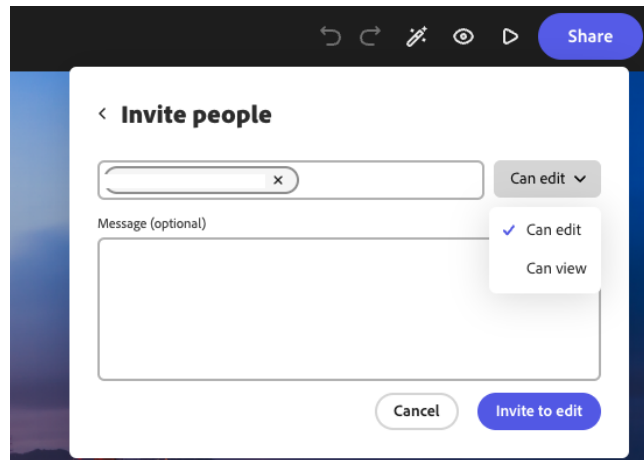 Share
Invite people
Can edit
Message (optional)
Can edit
Can view
Cancel
Invite to edit